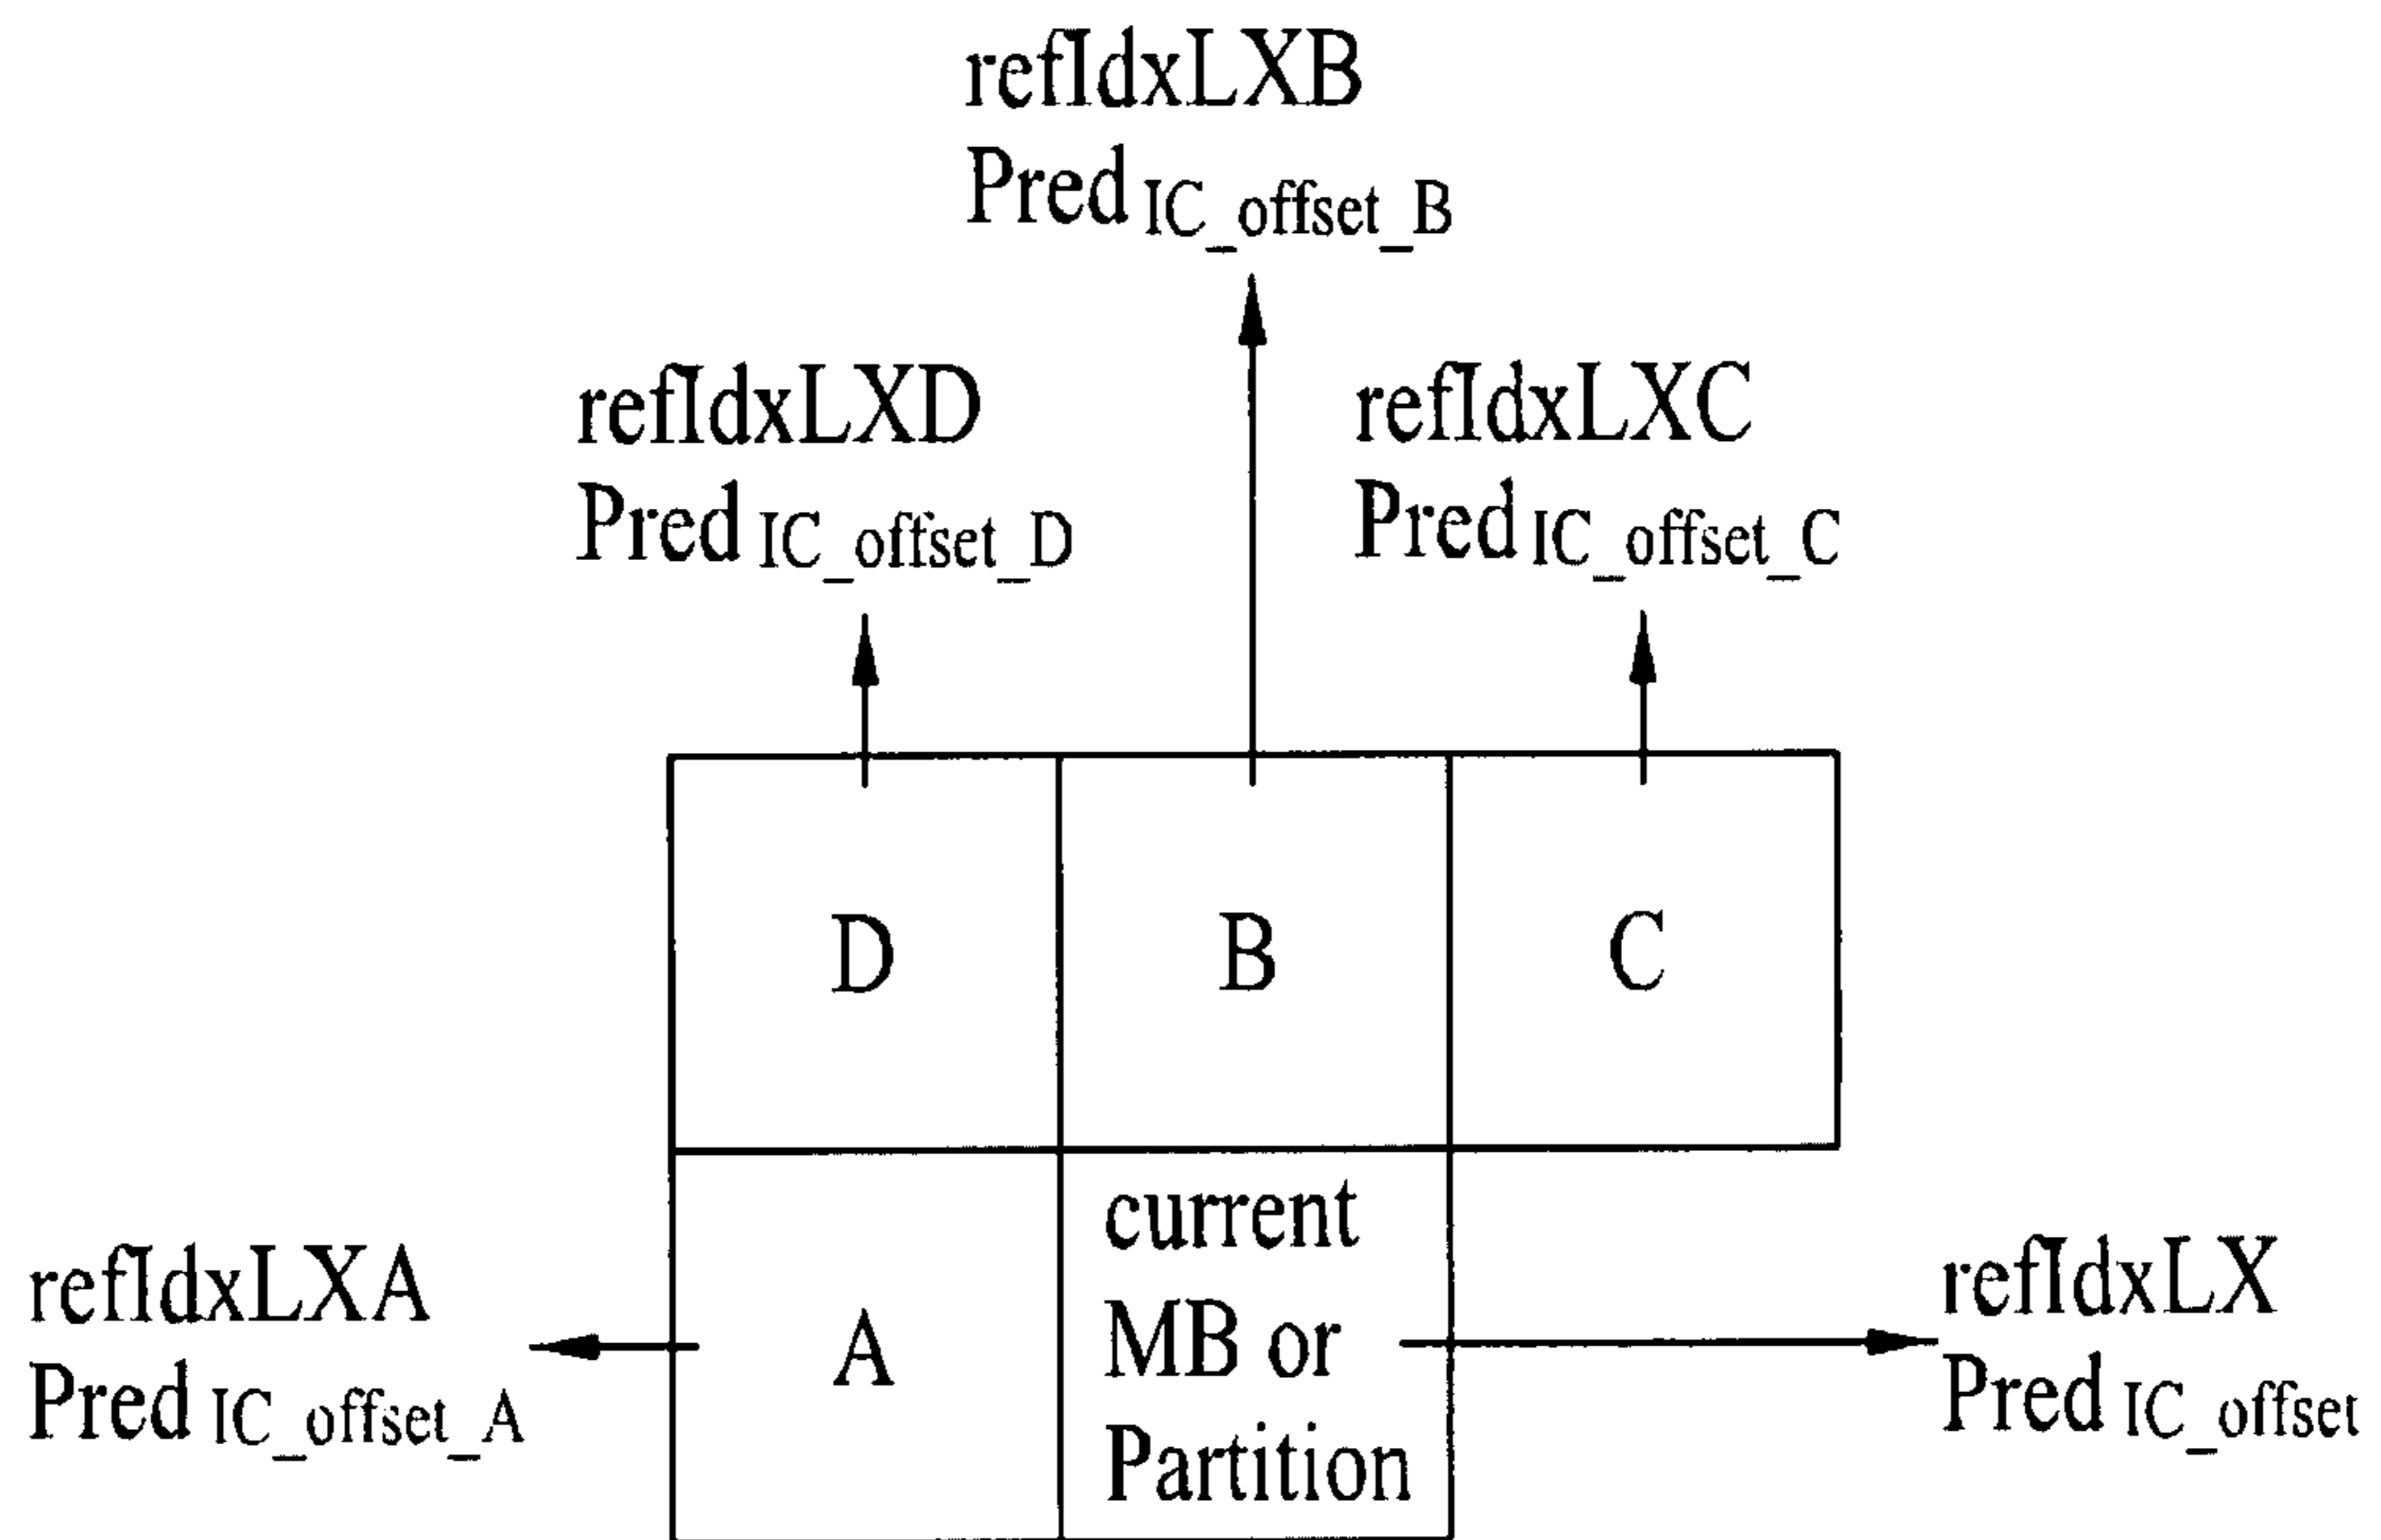 refIdxLXB
Pred IC_offset_B
refIdxLXD
Pred IC_offset_D
refIdxLXC
Pred IC_offset_C
D
B
C
refIdxLXA
Pred IC_offset_A
A
current
MB or
Partition
refIdxLX
Pred IC_offset